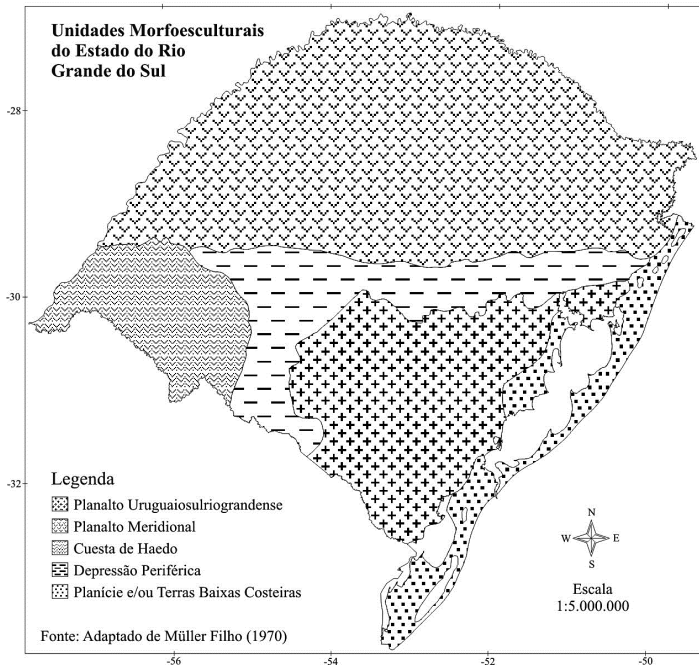 Unidades Morfoesculturais
do Estado do Rio
Grande do Sul
-28
-30
-32
Legenda
Planalto Uruguaiosulriograndense
Planalto Meridional
Cuesta de Haedo
Depressão Periférica
Planície e/ou Terras Baixas Costeiras
N
W E
S
Escala
1:5.000.000
Fonte: Adaptado de Müller Filho (1970)
-56 -54 -52 -50